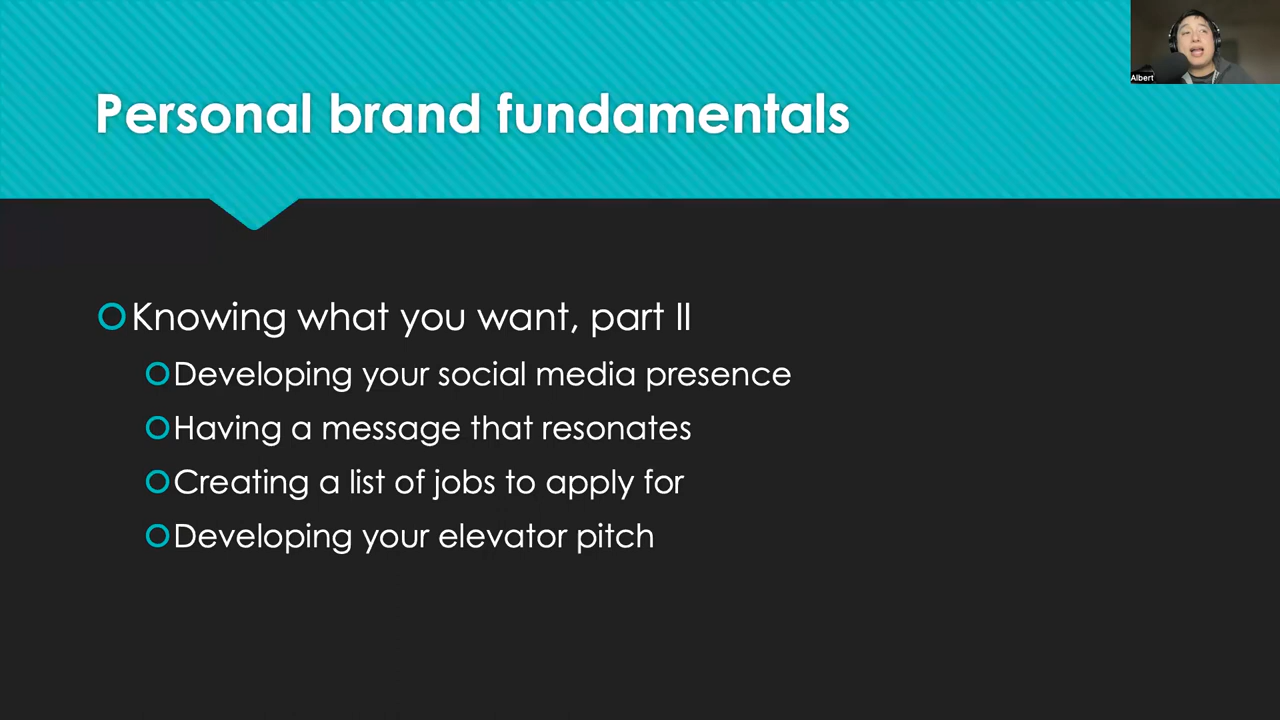 Albert
Personal brand fundamentals
Knowing what you want, part II
Developing your social media presence
Having a message that resonates
Creating a list of jobs to apply for
Developing your elevator pitch